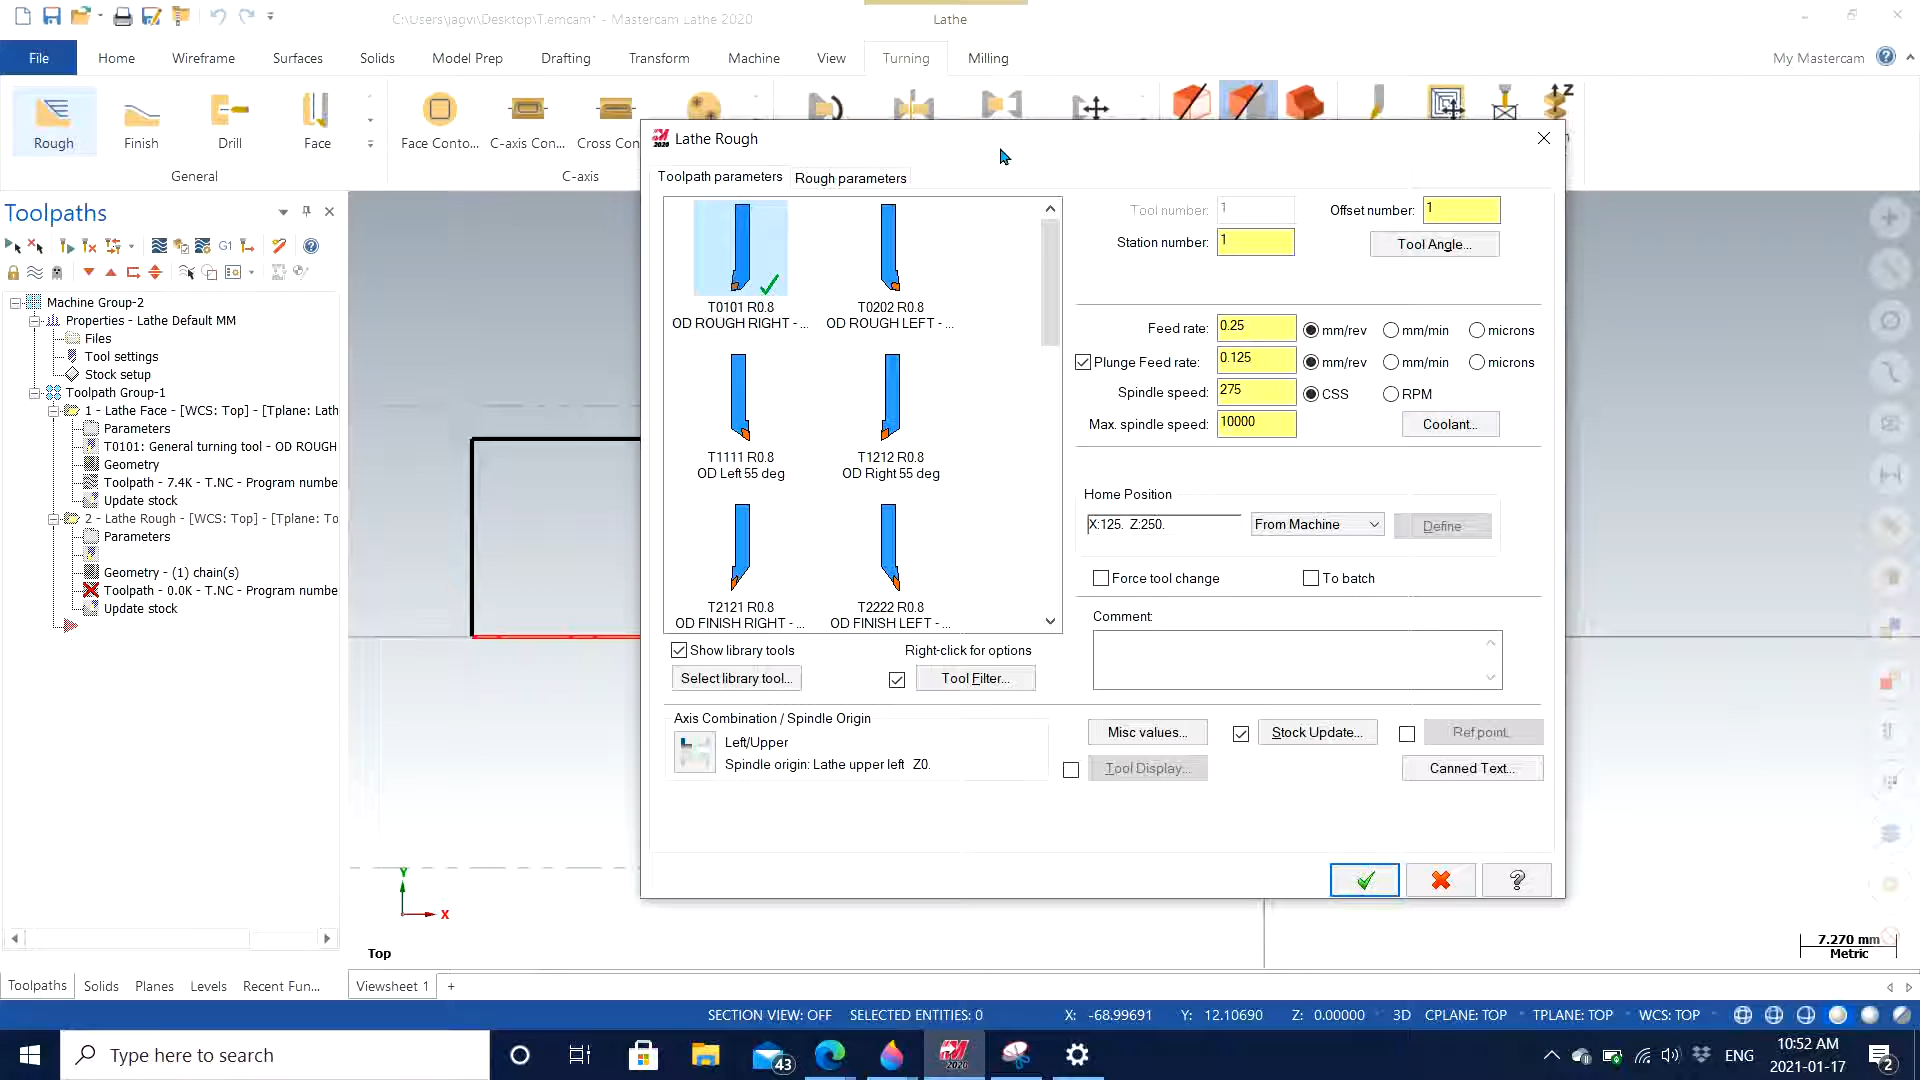 C:\Users\jagvi\Desktop\T.emcam* - Mastercam Lathe 2020
Lathe
File
Home
Wireframe
Surfaces
Solids
Model Prep
Drafting
Transform
Machine
View
Turning
Milling
My Mastercam
Rough
Finish
Drill
Face
Face Conto...
C-axis Con...
Cross Con
General
C-axis
Lathe Rough
Toolpath parameters
Rough parameters
Toolpaths
G1
Machine Group-2
Properties - Lathe Default MM
Files
Tool settings
Stock setup
Toolpath Group-1
1 - Lathe Face - [WCS: Top] - [Tplane: Lath
Parameters
T0101: General turning tool - OD ROUGH
Geometry
Toolpath - 7.4K - T.NC - Program numbe
Update stock
2 - Lathe Rough - [WCS: Top] - [Tplane: To
Parameters
Geometry - (1) chain(s)
Toolpath - 0.0K - T.NC - Program numbe
Update stock
T0101 R0.8
OD ROUGH RIGHT - ...
T0202 R0.8
OD ROUGH LEFT - ...
T1111 R0.8
OD Left 55 deg
T1212 R0.8
OD Right 55 deg
T2121 R0.8
OD FINISH RIGHT - ...
T2222 R0.8
OD FINISH LEFT - ...
Show library tools
Right-click for options
Select library tool...
Tool Filter...
Axis Combination / Spindle Origin
Left/Upper
Spindle origin: Lathe upper left Z0.
Tool number: 1
Offset number: 1
Station number: 1
Tool Angle...
Feed rate: 0.25 mm/rev mm/min microns
Plunge Feed rate: 0.125 mm/rev mm/min microns
Spindle speed: 275 CSS RPM
Max. spindle speed: 10000
Coolant...
Home Position
X:125. Z:250.
From Machine
Define
Force tool change
To batch
Comment:
Misc values...
Stock Update...
Ref point...
Tool Display...
Canned Text...
Y
X
Top
7.270 mm
Metric
Toolpaths
Solids
Planes
Levels
Recent Fun...
Viewsheet 1
+
SECTION VIEW: OFF
SELECTED ENTITIES: 0
X: -68.99691
Y: 12.10690
Z: 0.00000
3D
CPLANE: TOP
TPLANE: TOP
WCS: TOP
Type here to search
43
2020
ENG
10:52 AM
2021-01-17
2